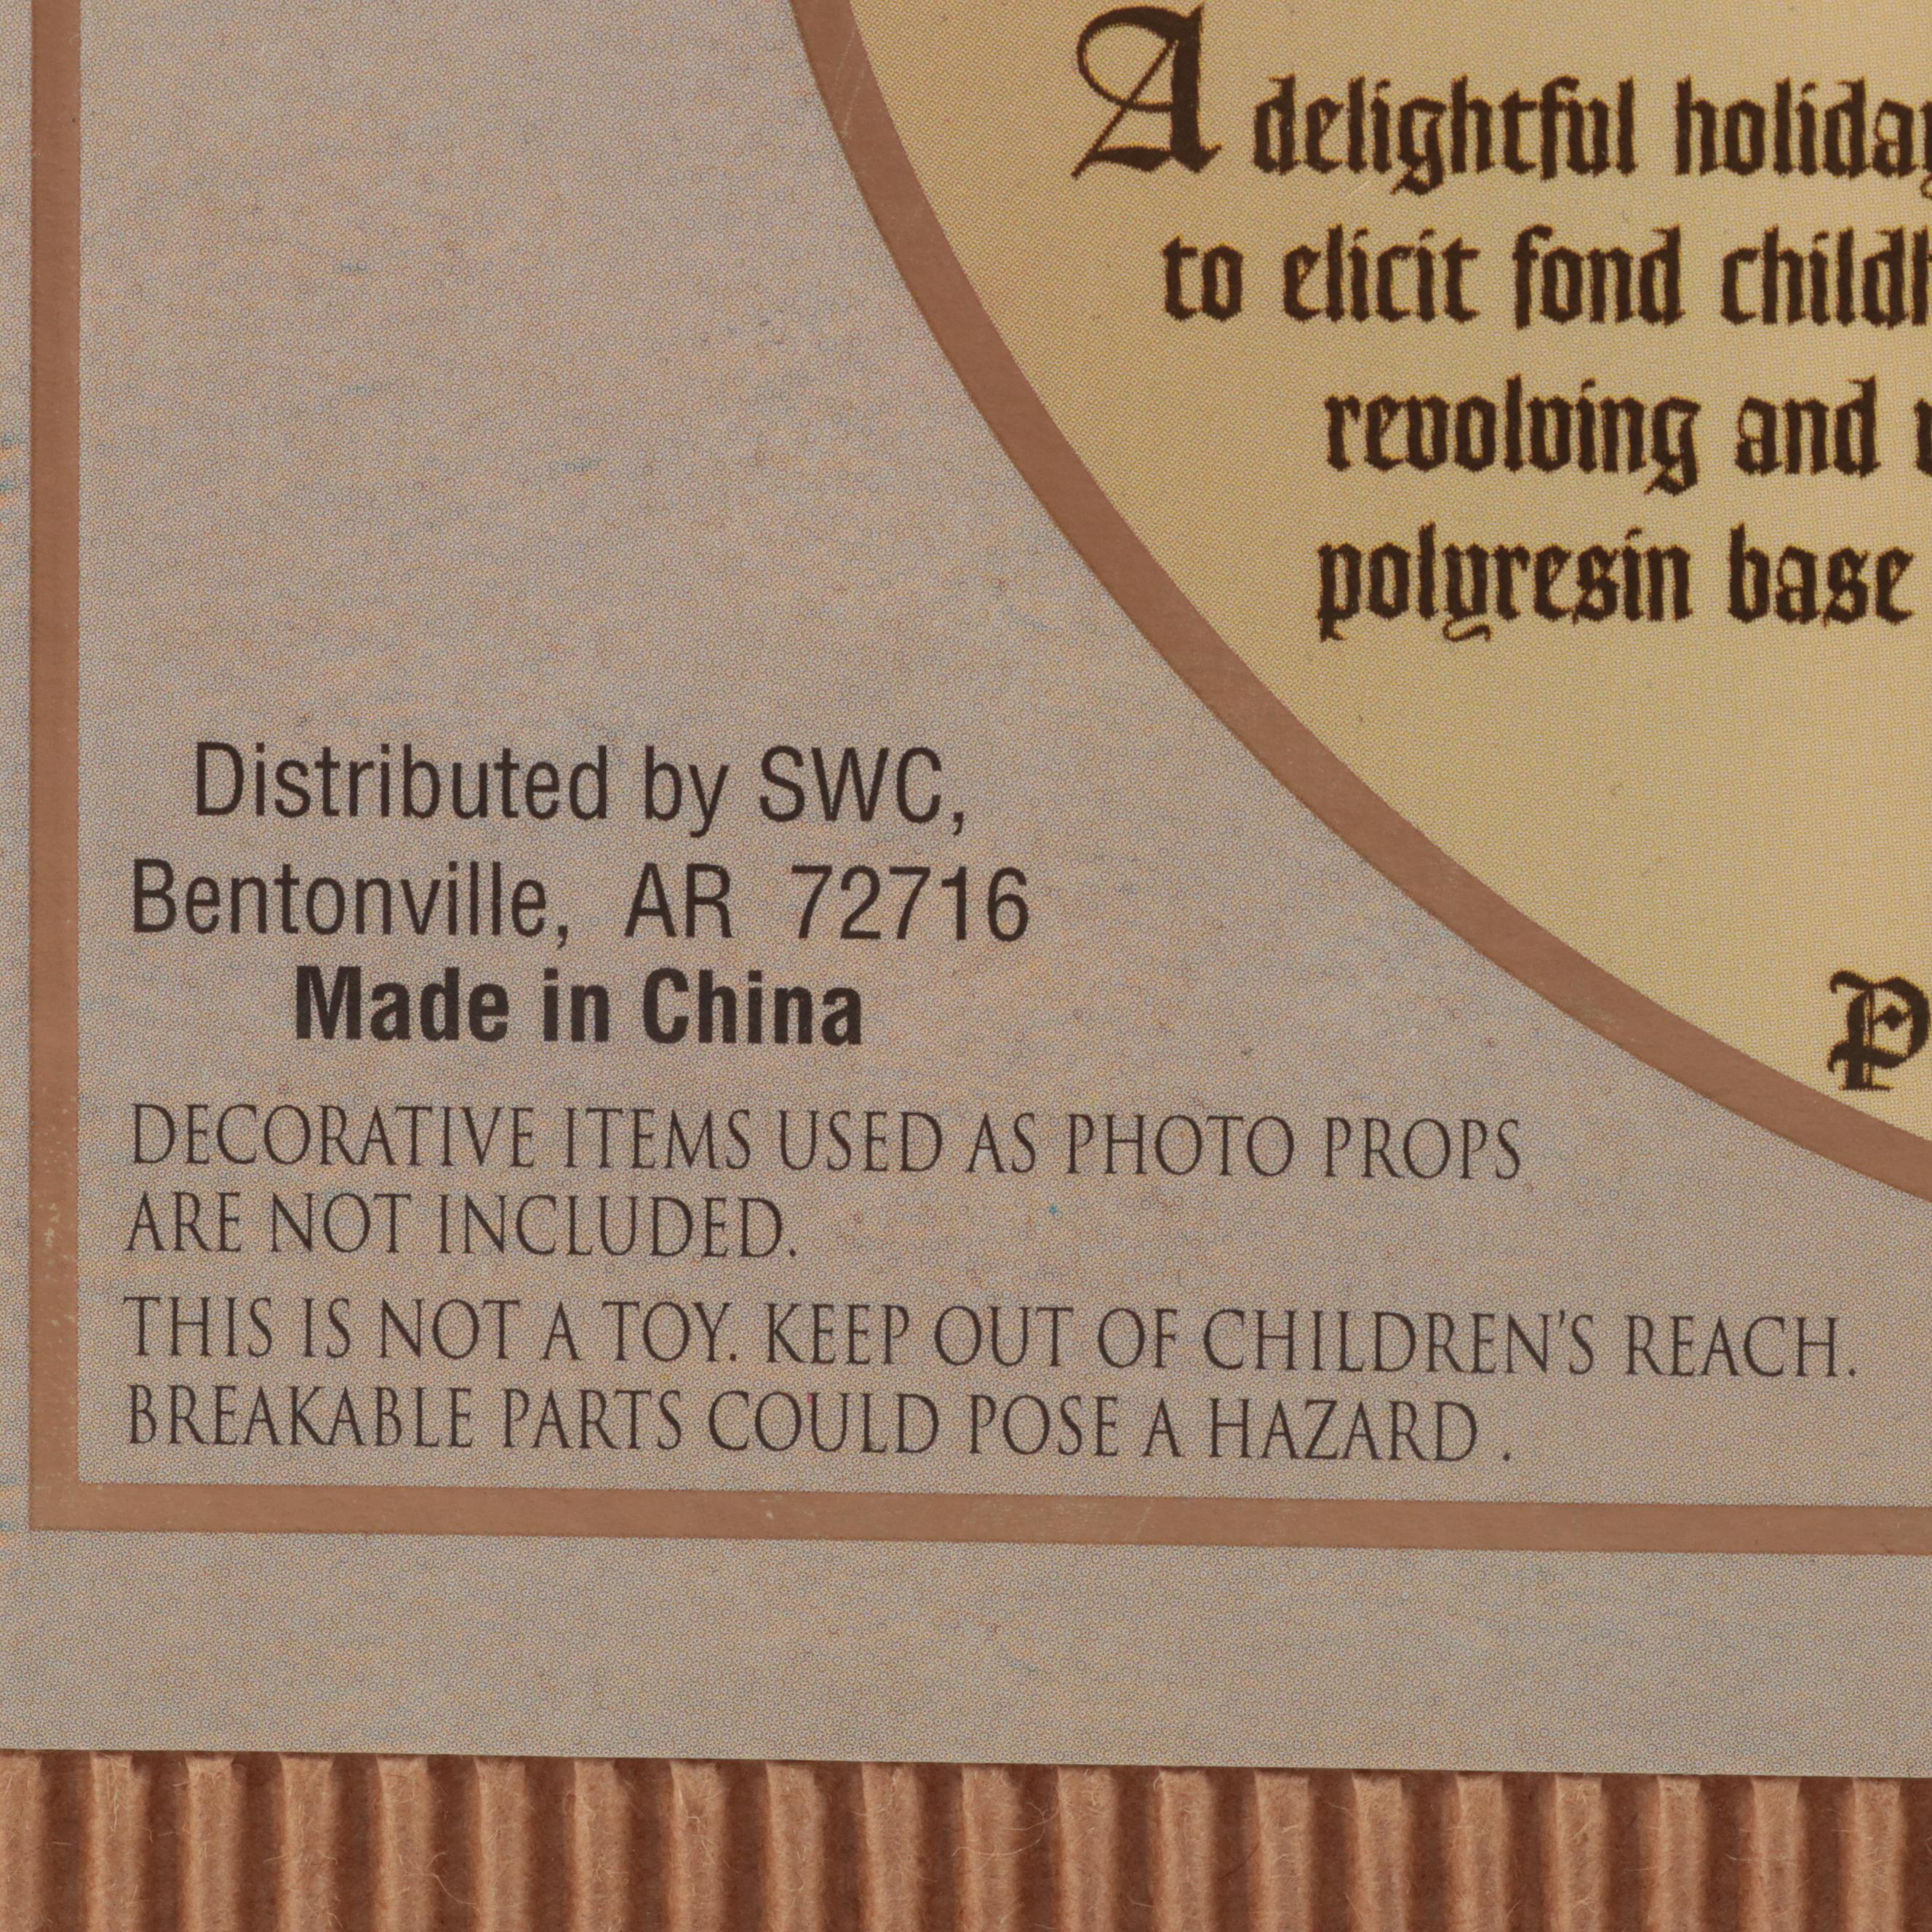 A delightful
to elicit fond
revolving and
polyresin base
Distributed by SWC,
Bentonville, AR 72716
Made in China
DECORATIVE ITEMS USED AS PHOTO PROPS
ARE NOT INCLUDED.
THIS IS NOT A TOY. KEEP OUT OF CHILDREN'S REACH.
BREAKABLE PARTS COULD POSE A HAZARD .